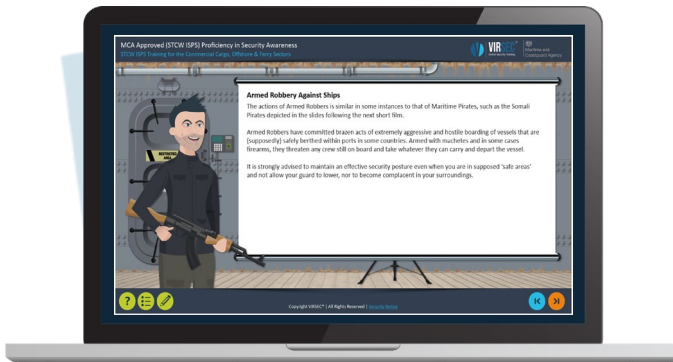 MCA Approved (STCW ISPS) Proficiency in Security Awareness
STCW ISPS Training for the Commercial Cargo, Offshore & Ferry Sectors
VIRSEC
Maritime and
Coastguard Agency
Armed Robbery Against Ships
The actions of Armed Robbers is similar in some instances to that of Maritime Pirates, such as the Somali
Pirates depicted in the slides following the next short film.
Armed Robbers have committed brazen acts of extremely aggressive and hostile boarding of vessels that are
(supposedly) safely berthed within ports in some countries. Armed with machetes and in some cases
firearms, they threaten any crew still on board and take whatever they can carry and depart the vessel.
It is strongly advised to maintain an effective security posture even when you are in supposed 'safe areas'
and not allow your guard to lower, nor to become complacent in your surroundings.
RESTRICTED
AREA
?
Copyright VIRSEC® | All Rights Reserved | Security Notice